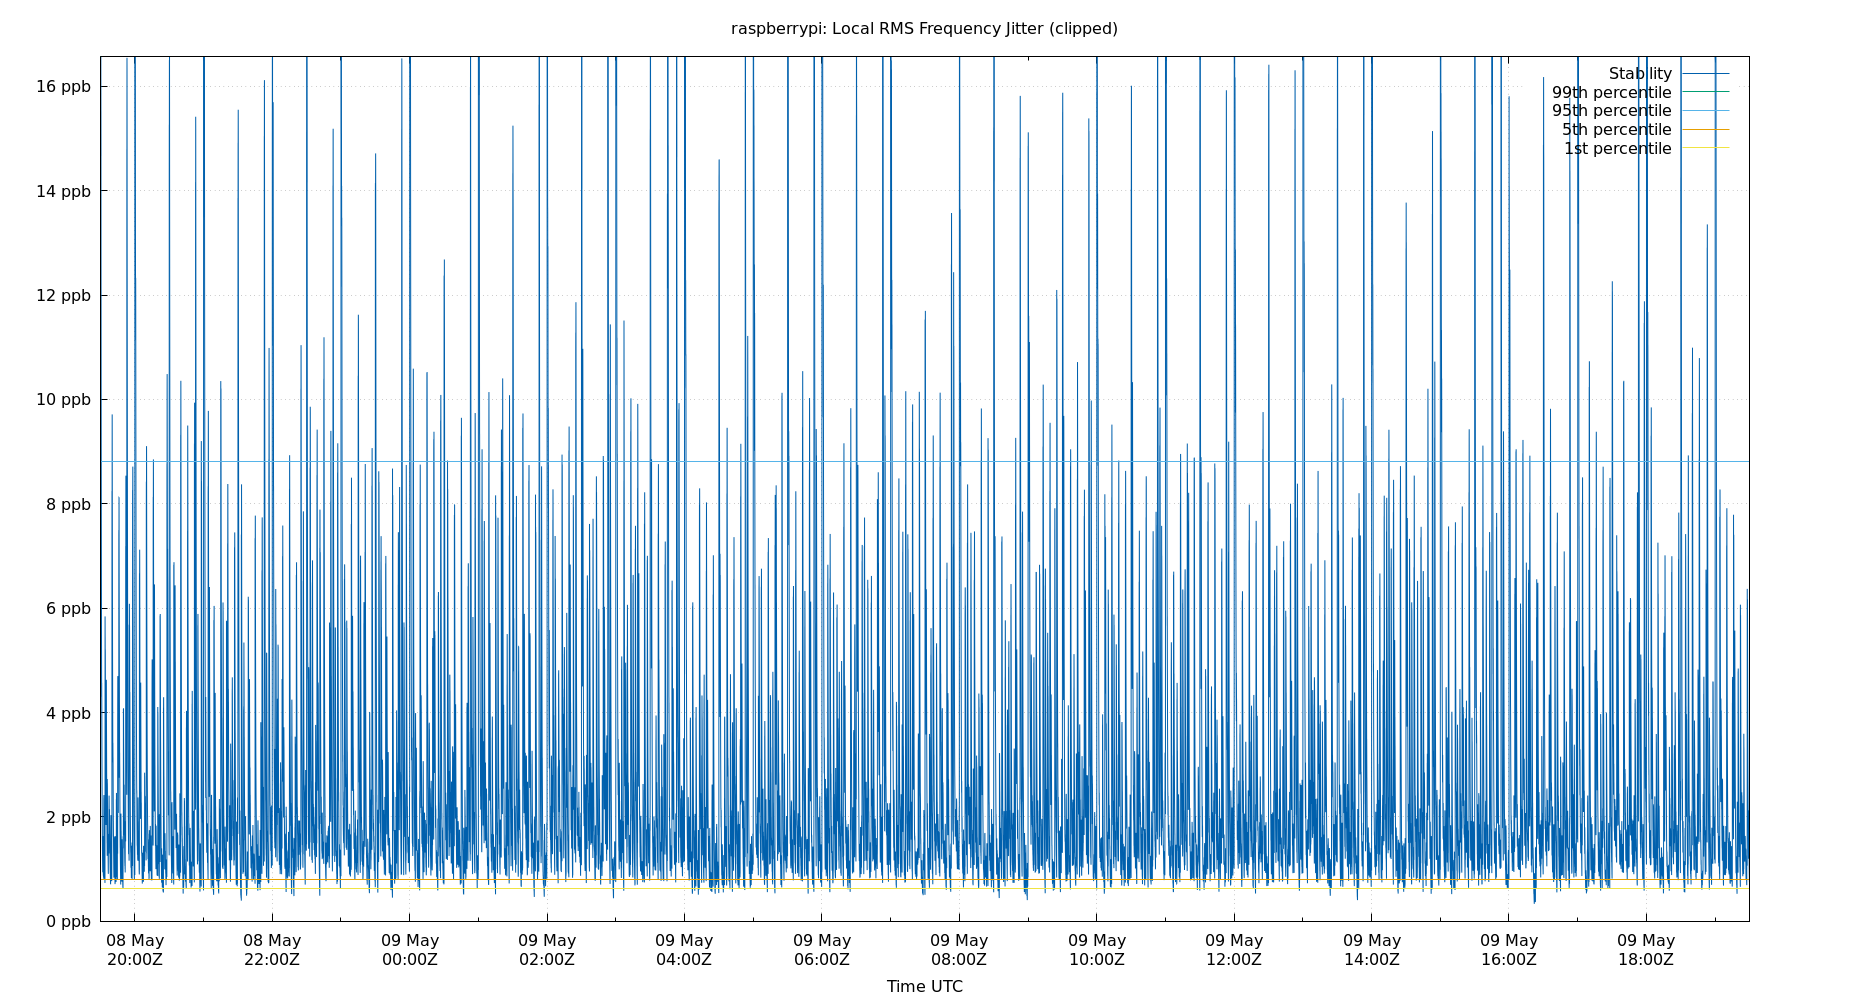 raspberrypi: Local RMS Frequency Jitter (clipped)
Stability
99th percentile
95th percentile
5th percentile
1st percentile
16 ppb
14 ppb
12 ppb
10 ppb
8 ppb
6 ppb
4 ppb
2 ppb
0 ppb
08 May 08 May 09 May 09 May 09 May 09 May 09 May 09 May 09 May 09 May 09 May 09 May
20:00Z 22:00Z 00:00Z 02:00Z 04:00Z 06:00Z 08:00Z 10:00Z 12:00Z 14:00Z 16:00Z 18:00Z
Time UTC